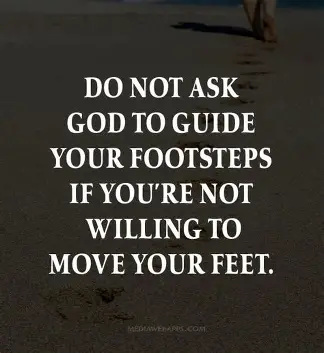 DO NOT ASK
GOD TO GUIDE
YOUR FOOTSTEPS
IF YOU'RE NOT
WILLING TO
MOVE YOUR FEET.